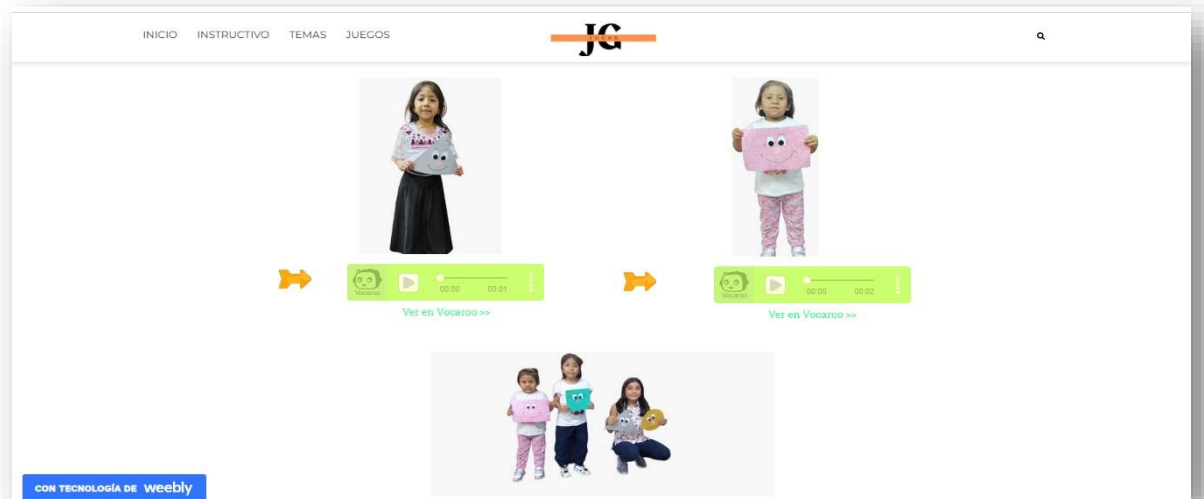 INICIO INSTRUCTIVO TEMAS JUEGOS
JG
JUGAR
Vocaroo
00:00 00:01
Ver en Vocaroo >>
Vocaroo
00:00 00:02
Ver en Vocaroo >>
CON TECNOLOGÍA DE weebly